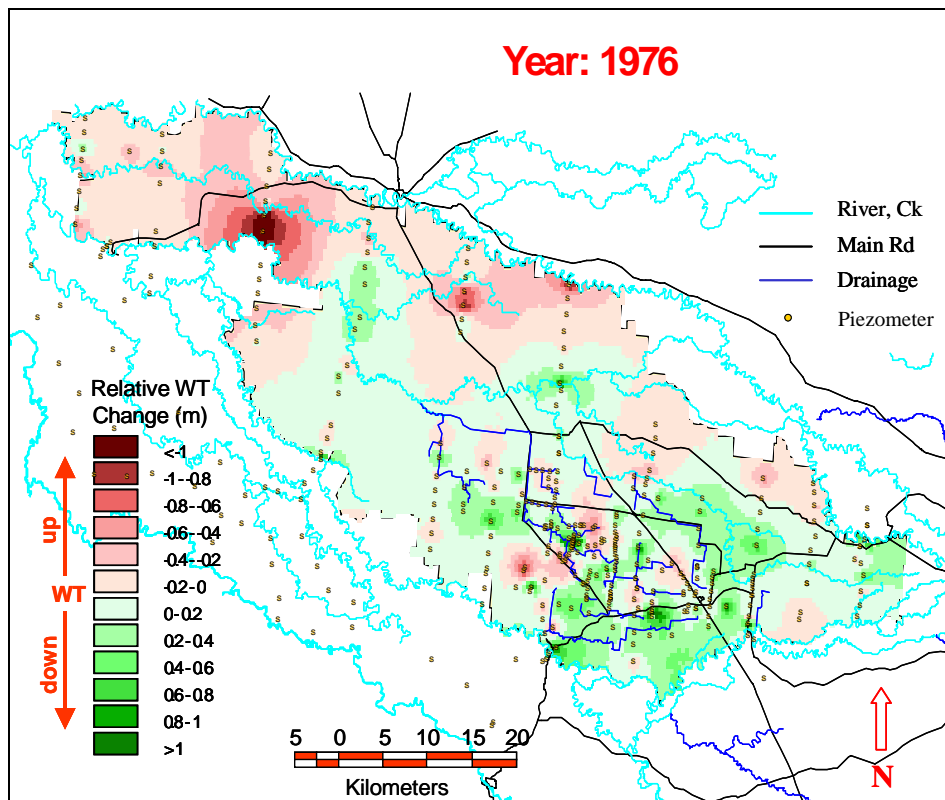 Year: 1976
River, Ck
Main Rd
Drainage
Piezometer
Relative WT
Change (m)
<-1
-1--0.8
-0.8--0.6
-0.6--0.4
-0.4--0.2
-0.2-0
0-0.2
0.2-0.4
0.4-0.6
0.6-0.8
0.8-1
>1
up
WT
down
5 0 5 10 15 20
Kilometers
N